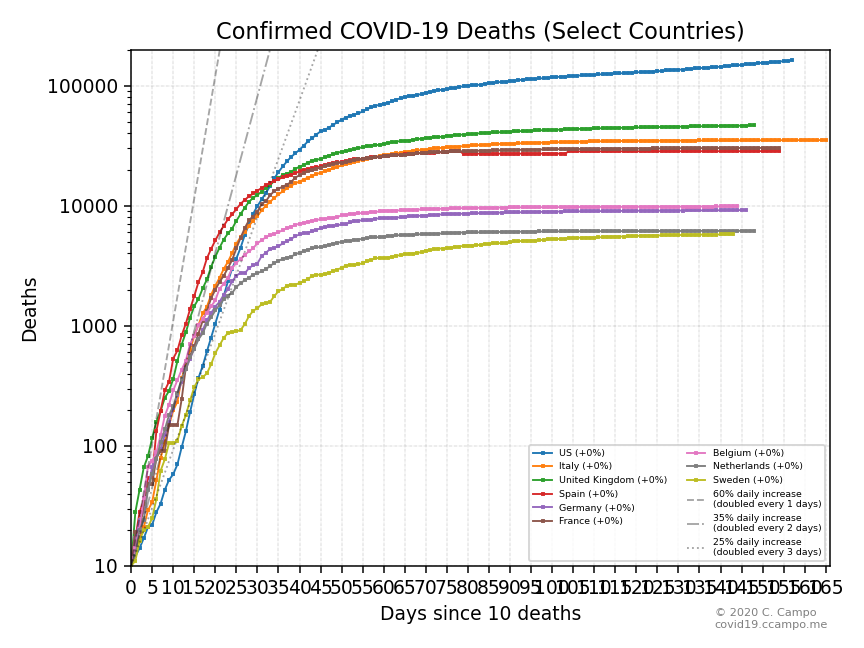 Confirmed COVID-19 Deaths (Select Countries)
100000
10000
1000
100
10
Deaths
US (+0%)
Italy (+0%)
United Kingdom (+0%)
Spain (+0%)
Germany (+0%)
France (+0%)
Belgium (+0%)
Netherlands (+0%)
Sweden (+0%)
60% daily increase
(doubled every 1 days)
35% daily increase
(doubled every 2 days)
25% daily increase
(doubled every 3 days)
0 5 10 15 20 25 30 35 40 45 50 55 60 65 70 75 80 85 90 95 100 105 110 115 120 125 130 135 140 145 150 155 160 165
Days since 10 deaths
© 2020 C. Campo
covid19.ccampo.me